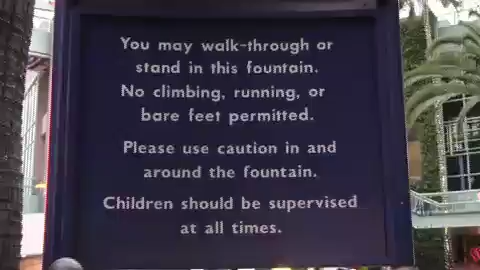 You may walk-through or
stand in this fountain.
No climbing, running, or
bare feet permitted.
Please use caution in and
around the fountain.
Children should be supervised
at all times.